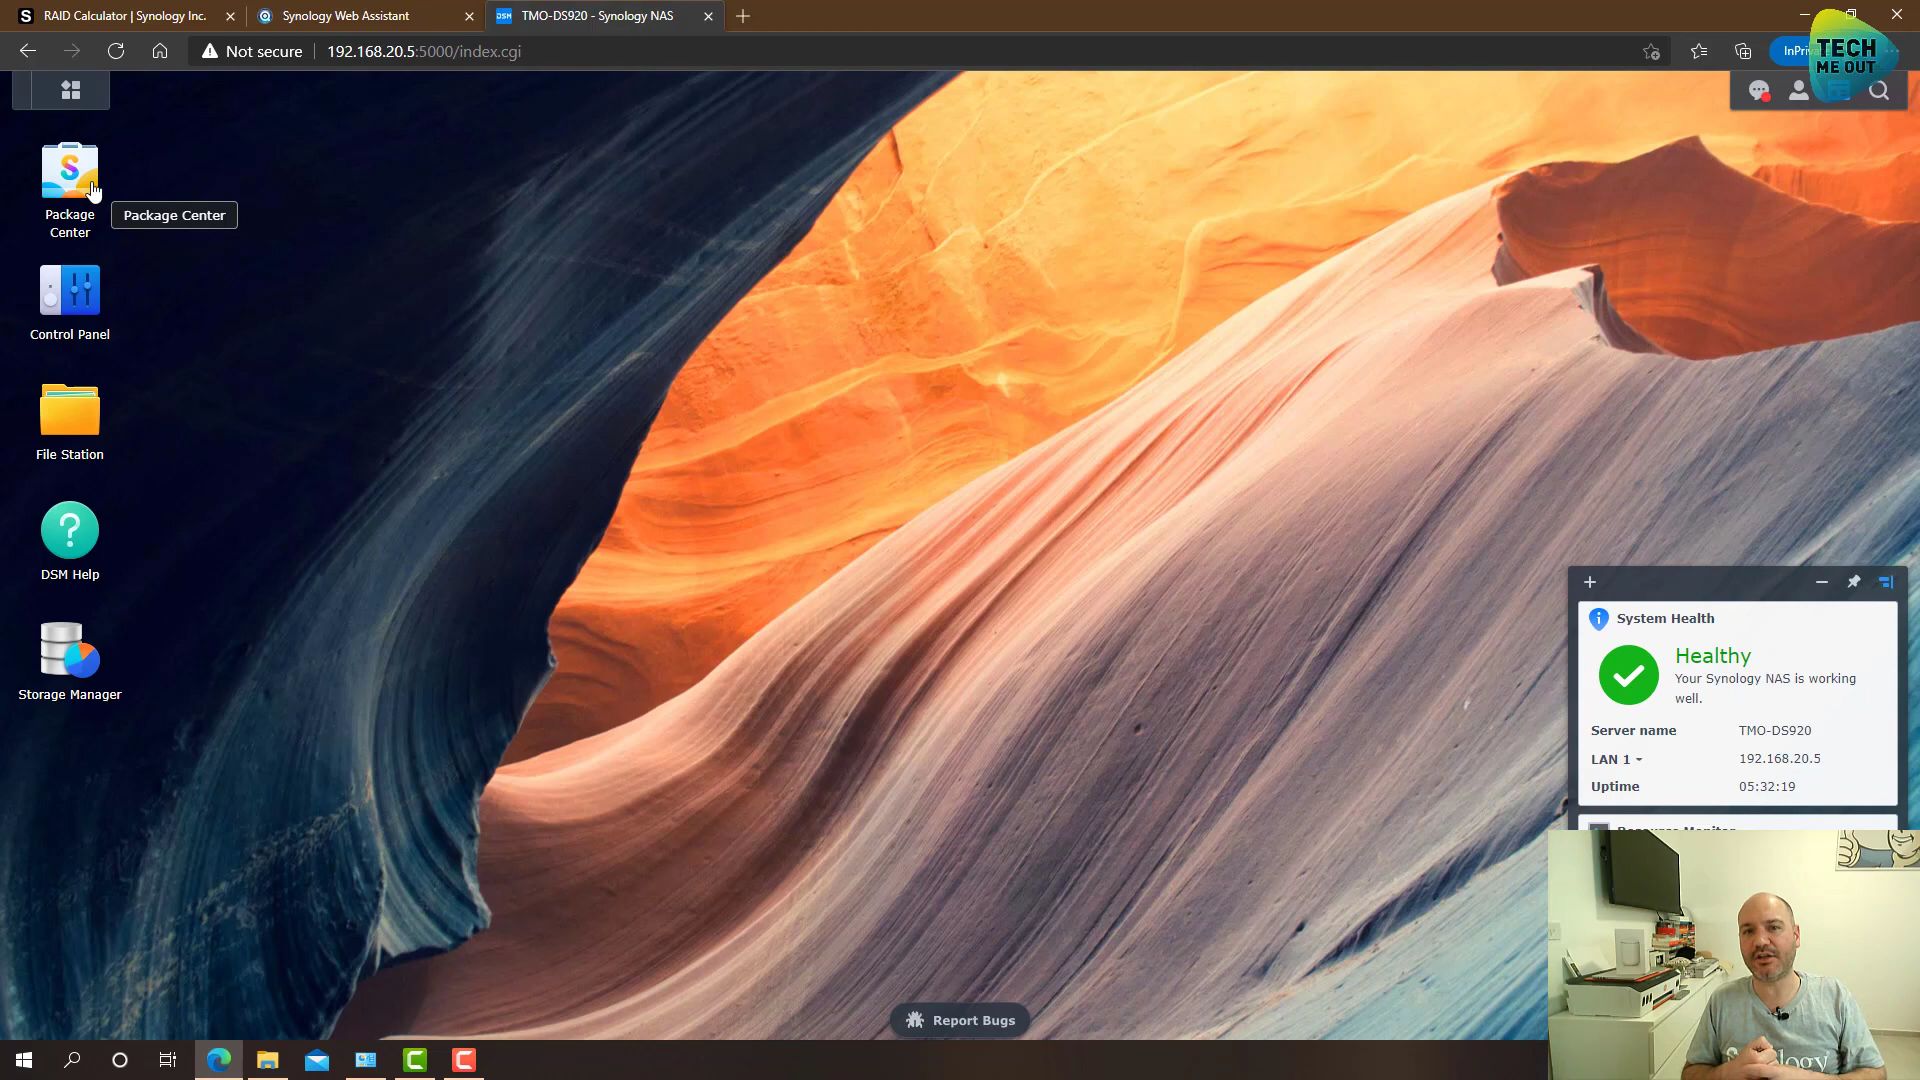 RAID Calculator | Synology Inc.
Synology Web Assistant
DSM
TMO-DS920 - Synology NAS
Not secure
192.168.20.5:5000/index.cgi
TECH
ME OUT
S
Package
Center
Package Center
Control Panel
File Station
?
DSM Help
Storage Manager
System Health
Healthy
Your Synology NAS is working
well.
Server name TMO-DS920
LAN 1 192.168.20.5
Uptime 05:32:19
Report Bugs